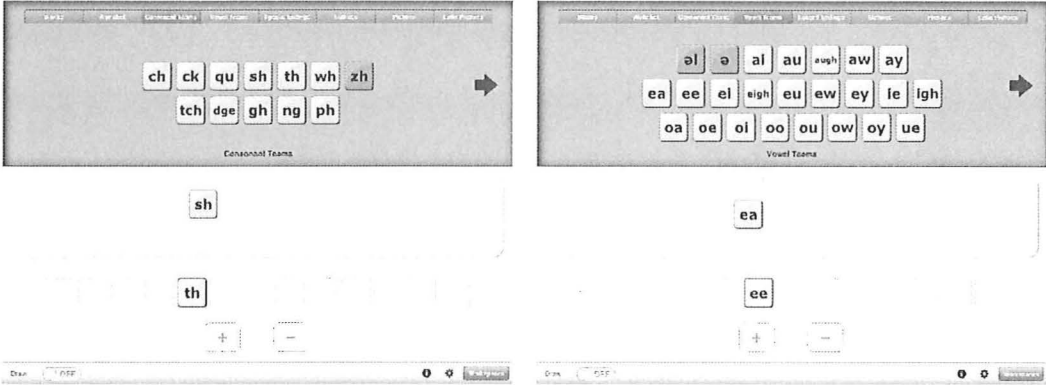 ch ck qu sh th wh zh
tch dge gh ng ph
Consonant Teams
sh
th
+ −
Draw OFF
əl ə ai au augh aw ay
ea ee ei eigh eu ew ey ie igh
oa oe oi oo ou ow oy ue
Vowel Teams
ea
ee
+ −
Draw OFF